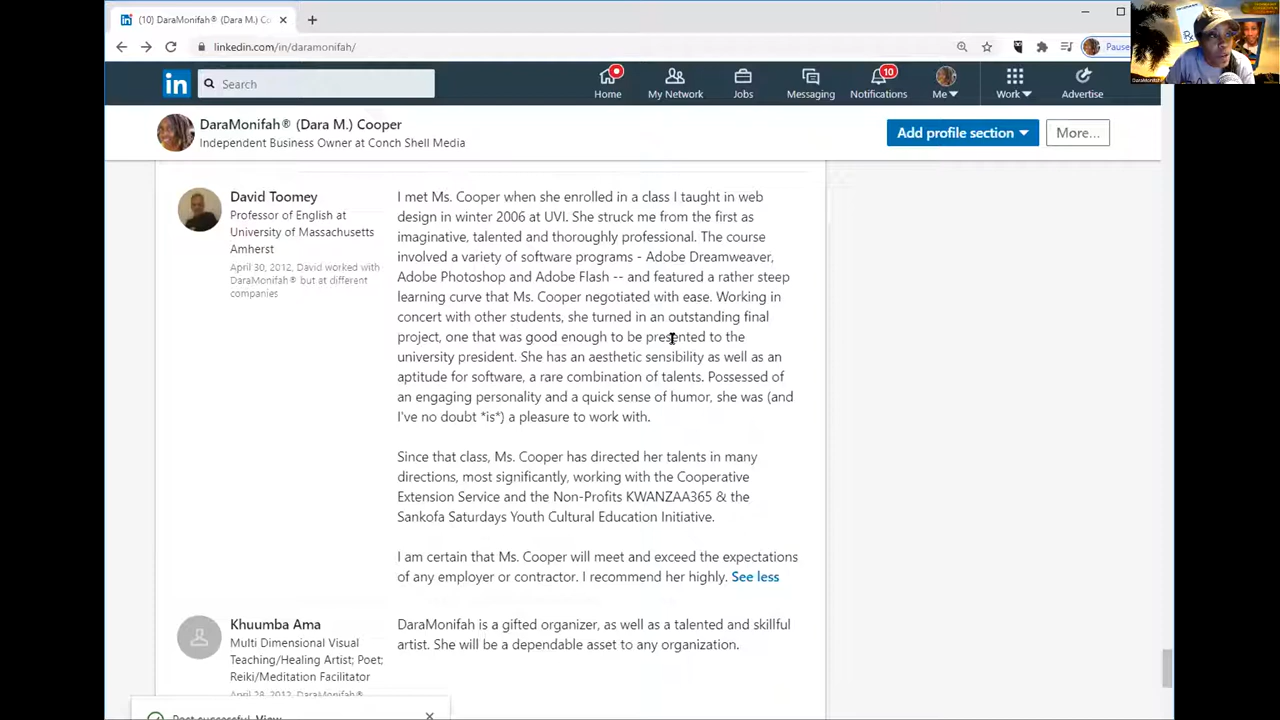 (10) DaraMonifah® (Dara M.) Co
linkedin.com/in/daramonifah/
Paused
in
Search
Home
My Network
Jobs
Messaging
10
Notifications
Me
Work
Advertise
DaraMonifah® (Dara M.) Cooper
Independent Business Owner at Conch Shell Media
Add profile section
More...
David Toomey
Professor of English at
University of Massachusetts
Amherst
April 30, 2012, David worked with
DaraMonifah® but at different
companies
I met Ms. Cooper when she enrolled in a class I taught in web
design in winter 2006 at UVI. She struck me from the first as
imaginative, talented and thoroughly professional. The course
involved a variety of software programs - Adobe Dreamweaver,
Adobe Photoshop and Adobe Flash -- and featured a rather steep
learning curve that Ms. Cooper negotiated with ease. Working in
concert with other students, she turned in an outstanding final
project, one that was good enough to be presented to the
university president. She has an aesthetic sensibility as well as an
aptitude for software, a rare combination of talents. Possessed of
an engaging personality and a quick sense of humor, she was (and
I've no doubt *is*) a pleasure to work with.
Since that class, Ms. Cooper has directed her talents in many
directions, most significantly, working with the Cooperative
Extension Service and the Non-Profits KWANZAA365 & the
Sankofa Saturdays Youth Cultural Education Initiative.
I am certain that Ms. Cooper will meet and exceed the expectations
of any employer or contractor. I recommend her highly. See less
Khuumba Ama
Multi Dimensional Visual
Teaching/Healing Artist; Poet;
Reiki/Meditation Facilitator
April 28, 2012, DaraMonifah®
DaraMonifah is a gifted organizer, as well as a talented and skillful
artist. She will be a dependable asset to any organization.
Post successful. View